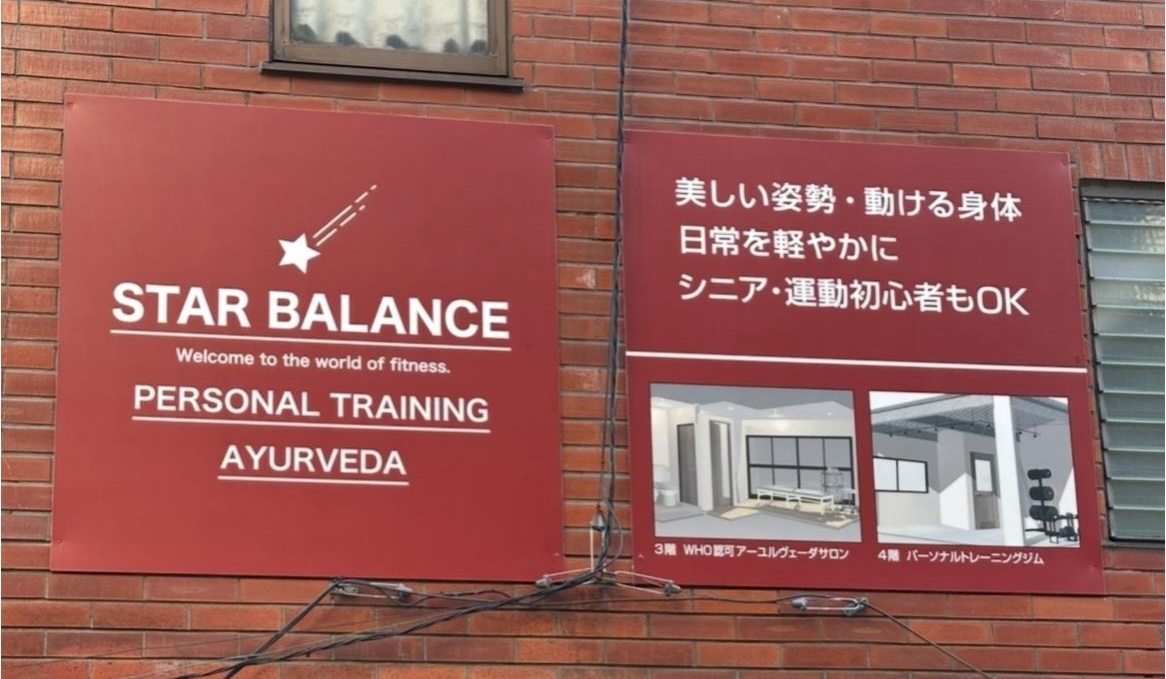 STAR BALANCE
Welcome to the world of fitness.
PERSONAL TRAINING
AYURVEDA
美しい姿勢・動ける身体
日常を軽やかに
シニア・運動初心者もOK
3階 WHO認可アーユルヴェーダサロン
4階 パーソナルトレーニングジム